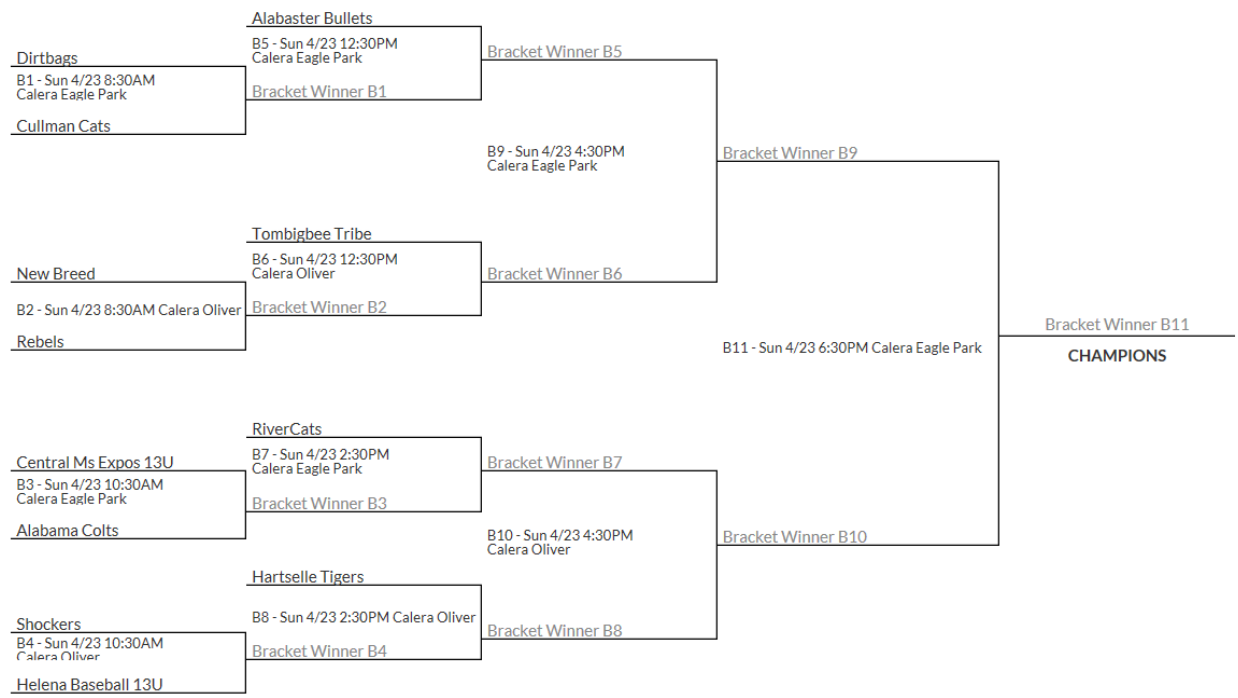 Alabaster Bullets
Dirtbags
B5 - Sun 4/23 12:30PM
Calera Eagle Park
Bracket Winner B5
B1 - Sun 4/23 8:30AM
Calera Eagle Park
Bracket Winner B1
Cullman Cats
B9 - Sun 4/23 4:30PM
Calera Eagle Park
Bracket Winner B9
Tombigbee Tribe
New Breed
B6 - Sun 4/23 12:30PM
Calera Oliver
Bracket Winner B6
B2 - Sun 4/23 8:30AM Calera Oliver
Bracket Winner B2
Rebels
Bracket Winner B11
B11 - Sun 4/23 6:30PM Calera Eagle Park
CHAMPIONS
RiverCats
Central Ms Expos 13U
B7 - Sun 4/23 2:30PM
Calera Eagle Park
Bracket Winner B7
B3 - Sun 4/23 10:30AM
Calera Eagle Park
Bracket Winner B3
Alabama Colts
B10 - Sun 4/23 4:30PM
Calera Oliver
Bracket Winner B10
Hartselle Tigers
Shockers
B8 - Sun 4/23 2:30PM Calera Oliver
Bracket Winner B8
B4 - Sun 4/23 10:30AM
Calera Oliver
Bracket Winner B4
Helena Baseball 13U